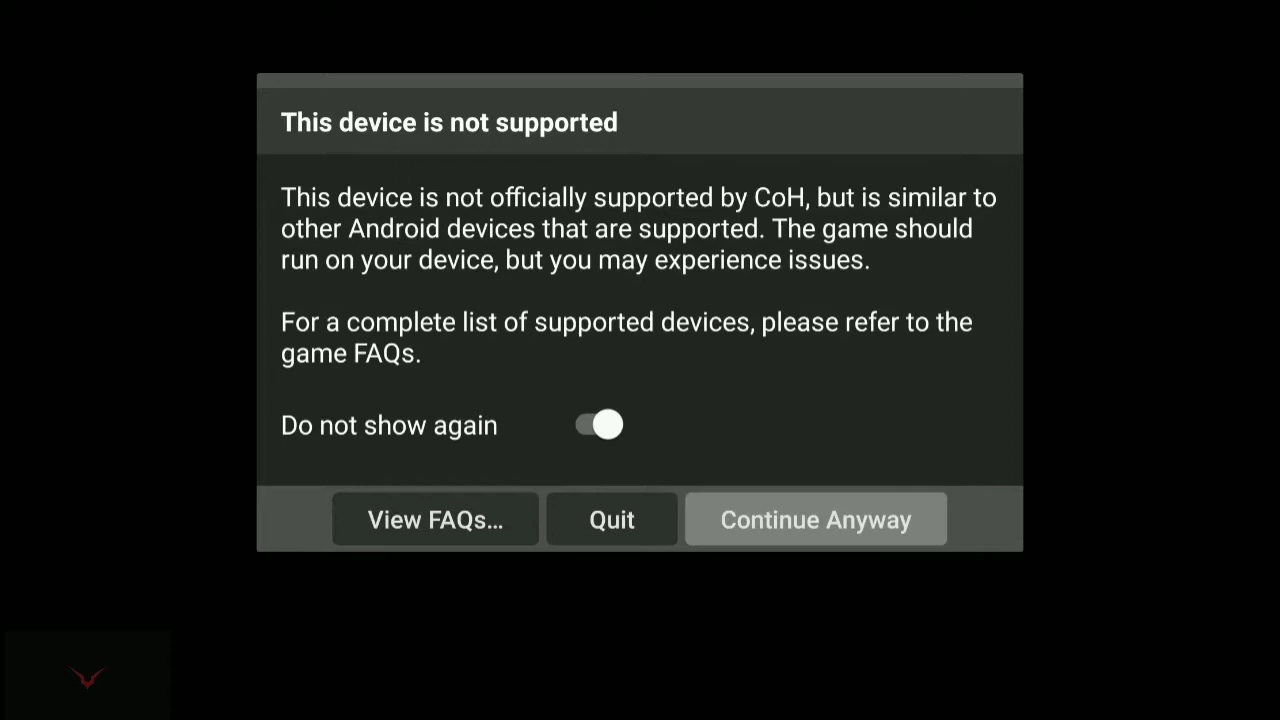 This device is not supported
This device is not officially supported by CoH, but is similar to
other Android devices that are supported. The game should
run on your device, but you may experience issues.
For a complete list of supported devices, please refer to the
game FAQs.
Do not show again
View FAQs...
Quit
Continue Anyway